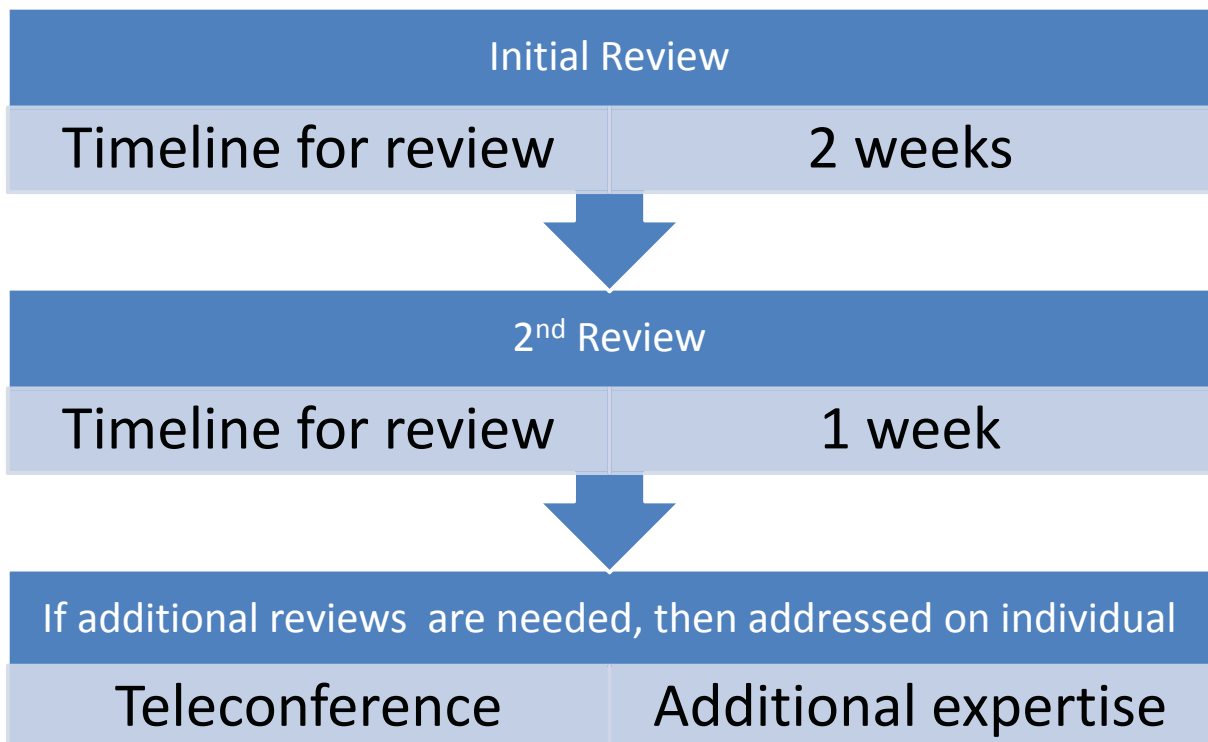 Initial Review
Timeline for review 2 weeks
2nd Review
Timeline for review 1 week
If additional reviews  are needed, then addressed on individual
Teleconference Additional expertise